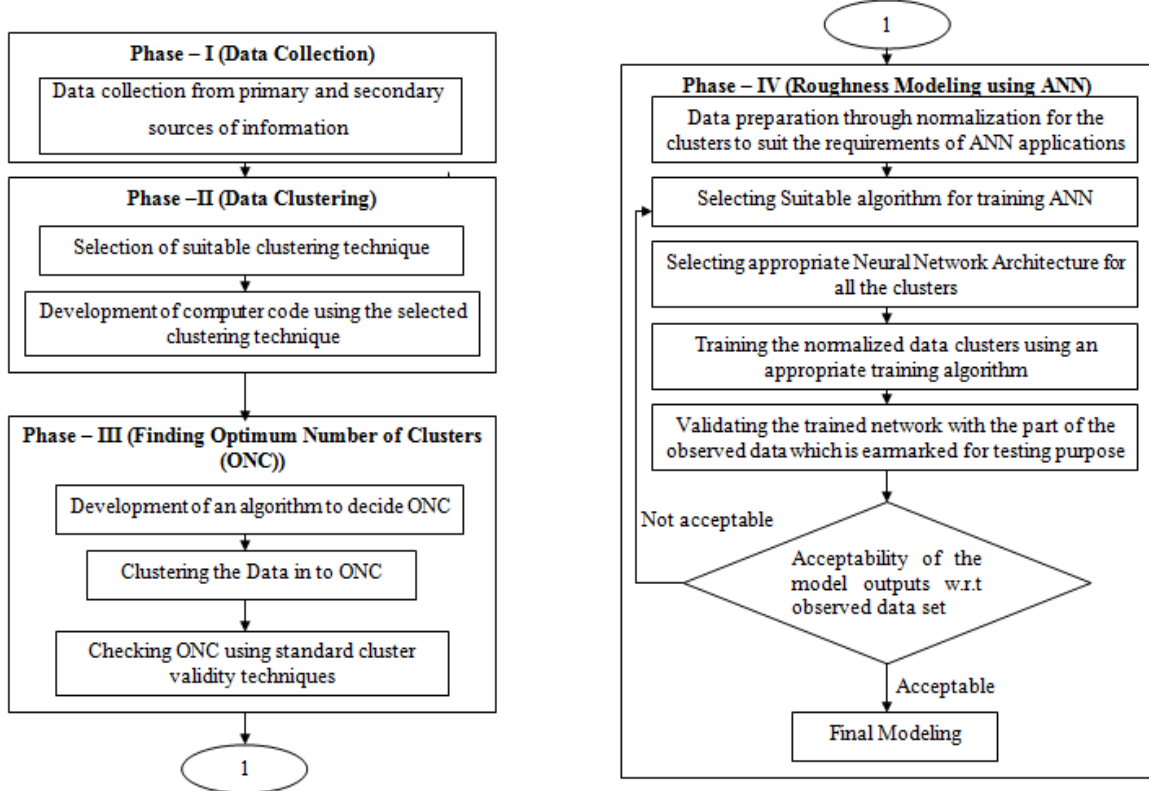 Phase – I (Data Collection)
Data collection from primary and secondary
sources of information
Phase –II (Data Clustering)
Selection of suitable clustering technique
Development of computer code using the selected
clustering technique
Phase – III (Finding Optimum Number of Clusters
(ONC))
Development of an algorithm to decide ONC
Clustering the Data in to ONC
Checking ONC using standard cluster
validity techniques
1
1
Phase – IV (Roughness Modeling using ANN)
Data preparation through normalization for the
clusters to suit the requirements of ANN applications
Selecting Suitable algorithm for training ANN
Selecting appropriate Neural Network Architecture for
all the clusters
Training the normalized data clusters using an
appropriate training algorithm
Validating the trained network with the part of the
observed data which is earmarked for testing purpose
Not acceptable
Acceptability of the
model outputs w.r.t
observed data set
Acceptable
Final Modeling